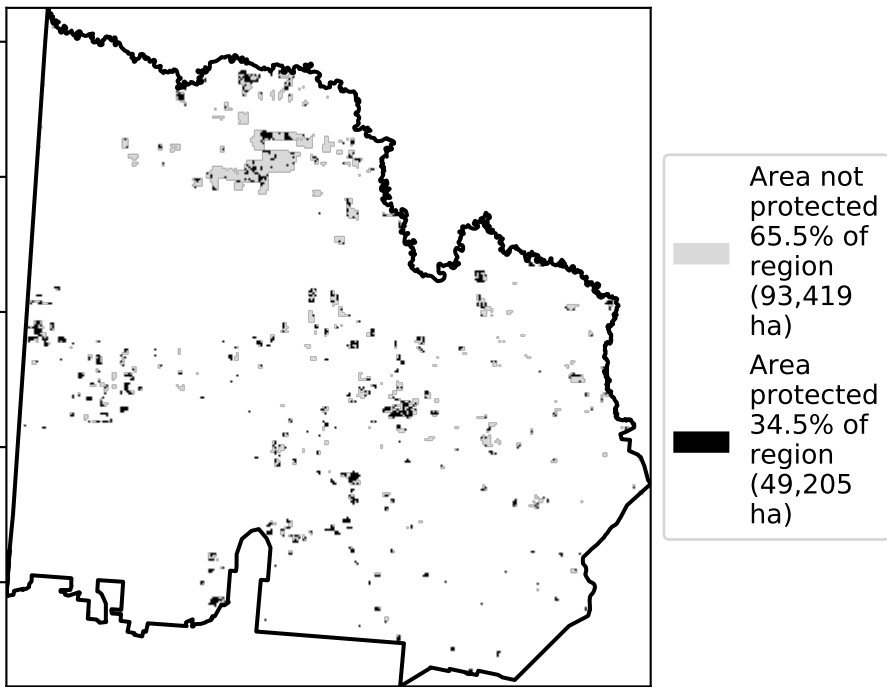 Area not
protected
65.5% of
region
(93,419
ha)
Area
protected
34.5% of
region
(49,205
ha)